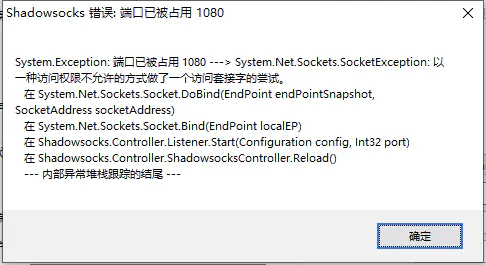 Shadowsocks 错误: 端口已被占用 1080
System.Exception: 端口已被占用 1080 ---> System.Net.Sockets.SocketException: 以
一种访问权限不允许的方式做了一个访问套接字的尝试。
在 System.Net.Sockets.Socket.DoBind(EndPoint endPointSnapshot,
SocketAddress socketAddress)
在 System.Net.Sockets.Socket.Bind(EndPoint localEP)
在 Shadowsocks.Controller.Listener.Start(Configuration config, Int32 port)
在 Shadowsocks.Controller.ShadowsocksController.Reload()
--- 内部异常堆栈跟踪的结尾 ---
确定